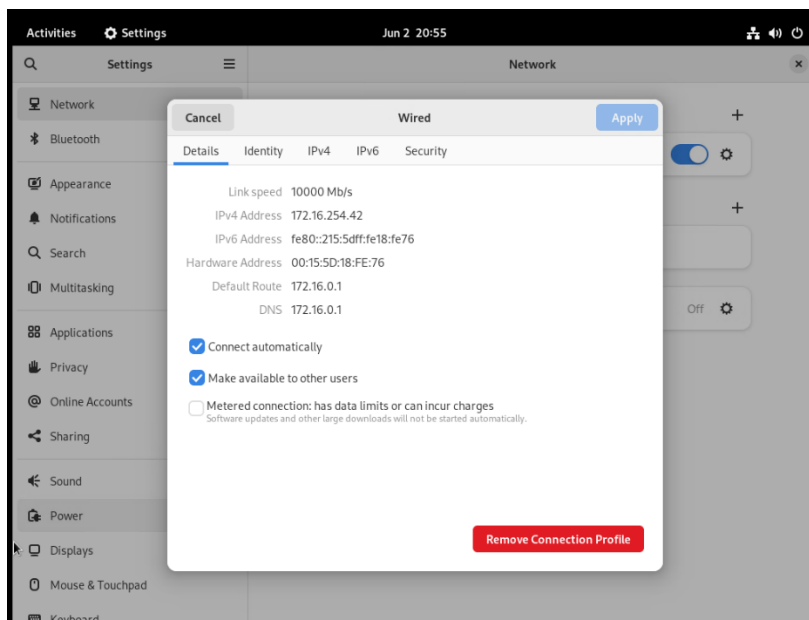 Activities Settings Jun 2 20:55
Settings Network
Network
Bluetooth
Appearance
Notifications
Search
Multitasking
Applications
Privacy
Online Accounts
Sharing
Sound
Power
Displays
Mouse & Touchpad
Keyboard
Cancel Wired Apply
Details Identity IPv4 IPv6 Security
Link speed 10000 Mb/s
IPv4 Address 172.16.254.42
IPv6 Address fe80::215:5dff:fe18:fe76
Hardware Address 00:15:5D:18:FE:76
Default Route 172.16.0.1
DNS 172.16.0.1
Connect automatically
Make available to other users
Metered connection: has data limits or can incur charges
Software updates and other large downloads will not be started automatically.
Remove Connection Profile
Off